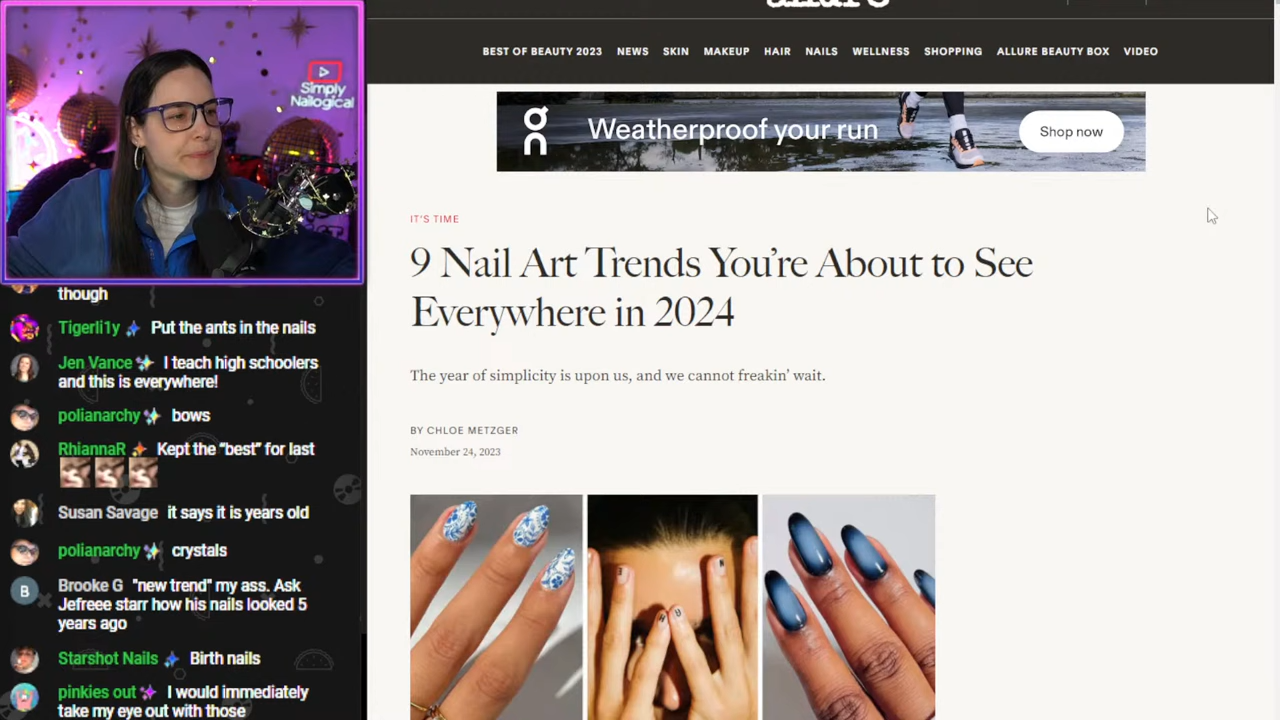 Simply
Nailogical
allure
BEST OF BEAUTY 2023 NEWS SKIN MAKEUP HAIR NAILS WELLNESS SHOPPING ALLURE BEAUTY BOX VIDEO
Weatherproof your run
Shop now
IT'S TIME
9 Nail Art Trends You're About to See
Everywhere in 2024
The year of simplicity is upon us, and we cannot freakin' wait.
BY CHLOE METZGER
November 24, 2023
though
Tigerli1y Put the ants in the nails
Jen Vance I teach high schoolers
and this is everywhere!
polianarchy bows
RhiannaR Kept the "best" for last
Susan Savage it says it is years old
polianarchy crystals
B Brooke G "new trend" my ass. Ask
Jefreee starr how his nails looked 5
years ago
Starshot Nails Birth nails
pinkies out I would immediately
take my eye out with those